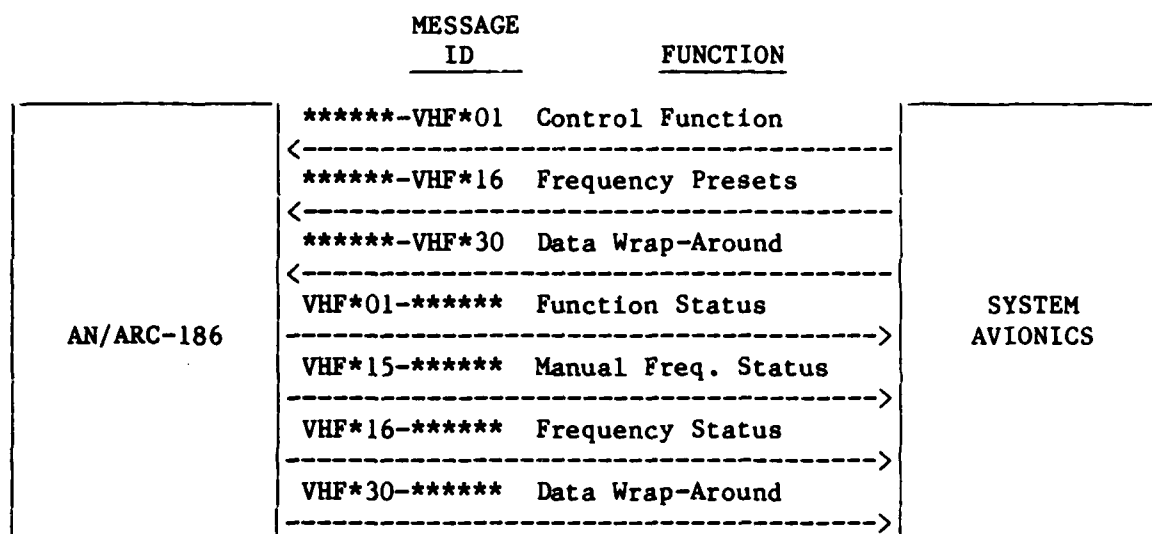 MESSAGE
ID FUNCTION
******-VHF*01 Control Function
******-VHF*16 Frequency Presets
******-VHF*30 Data Wrap-Around
VHF*01-****** Function Status
AN/ARC-186
SYSTEM
AVIONICS
VHF*15-****** Manual Freq. Status
VHF*16-****** Frequency Status
VHF*30-****** Data Wrap-Around